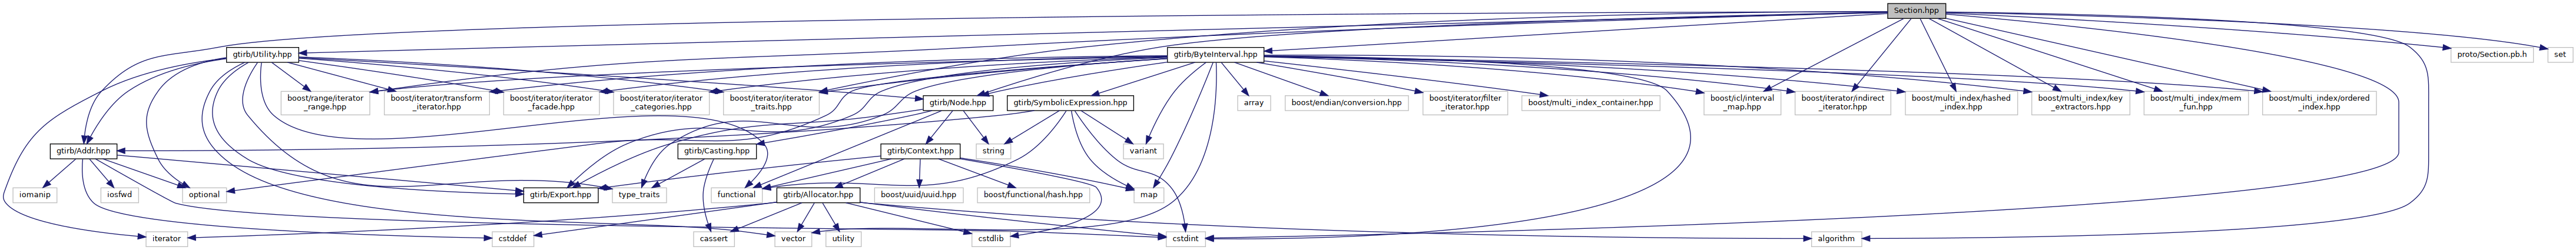 Section.hpp
gtirb/Utility.hpp
gtirb/ByteInterval.hpp
proto/Section.pb.h
set
boost/range/iterator
_range.hpp
boost/iterator/transform
_iterator.hpp
boost/iterator/iterator
_facade.hpp
boost/iterator/iterator
_categories.hpp
boost/iterator/iterator
_traits.hpp
gtirb/Node.hpp
gtirb/SymbolicExpression.hpp
array
boost/endian/conversion.hpp
boost/iterator/filter
_iterator.hpp
boost/multi_index_container.hpp
boost/icl/interval
_map.hpp
boost/iterator/indirect
_iterator.hpp
boost/multi_index/hashed
_index.hpp
boost/multi_index/key
_extractors.hpp
boost/multi_index/mem
_fun.hpp
boost/multi_index/ordered
_index.hpp
gtirb/Addr.hpp
gtirb/Casting.hpp
gtirb/Context.hpp
string
variant
iomanip
iosfwd
optional
gtirb/Export.hpp
type_traits
functional
gtirb/Allocator.hpp
boost/uuid/uuid.hpp
boost/functional/hash.hpp
map
iterator
cstddef
cassert
vector
utility
cstdlib
cstdint
algorithm